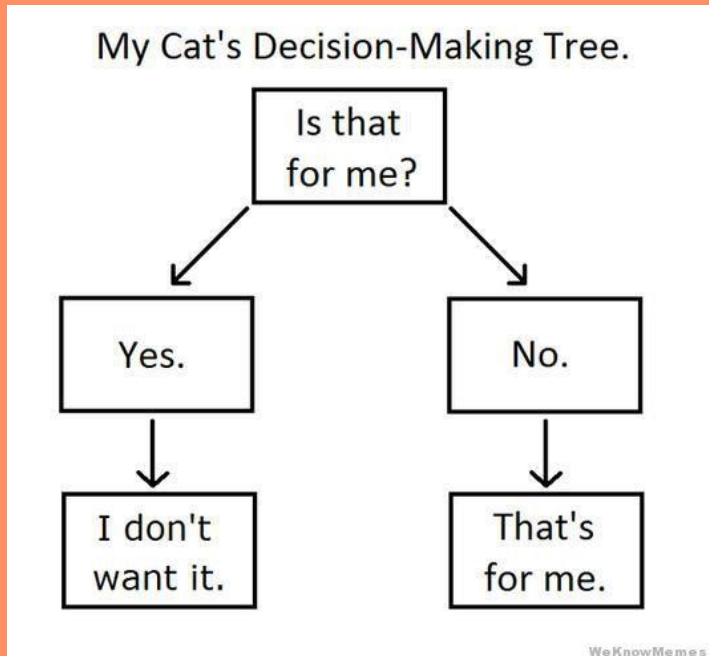 My Cat's Decision-Making Tree.
Is that
for me?
Yes.
No.
I don't
want it.
That's
for me.
WeKnowMemes